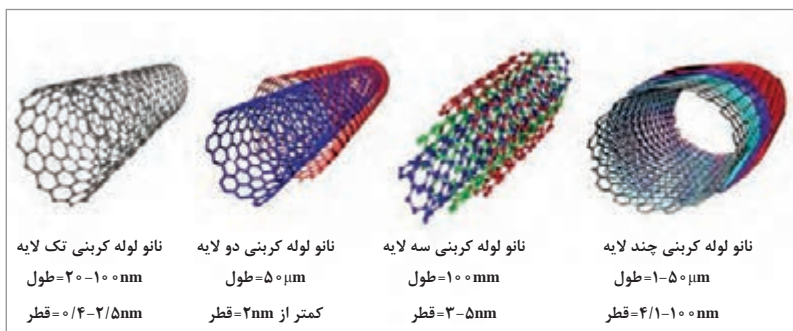 نانو لوله کربنی چند لایه
طول=۱-۵۰µm
قطر=۴/۱-۱۰۰nm
نانو لوله کربنی سه لایه
طول=۱۰۰mm
قطر=۳-۵nm
نانو لوله کربنی دو لایه
طول=۵۰µm
قطر=۲nm کمتر از
نانو لوله کربنی تک لایه
طول=۲۰-۱۰۰nm
قطر=۰/۴-۲/۵nm